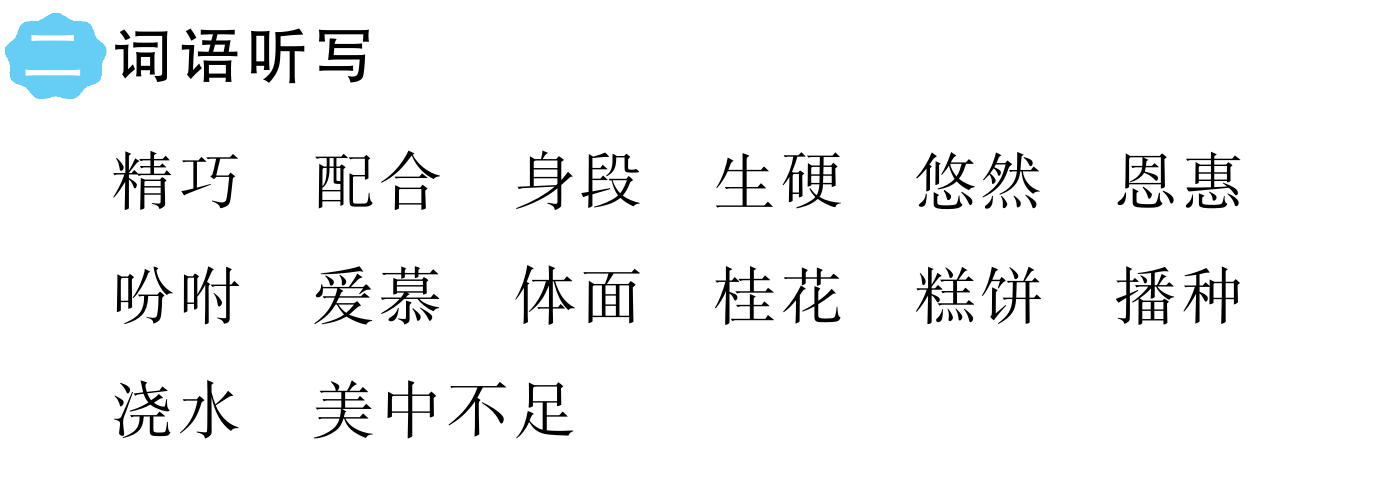 二 词语听写
精巧 配合 身段 生硬 悠然 恩惠
吩咐 爱慕 体面 桂花 糕饼 播种
浇水 美中不足